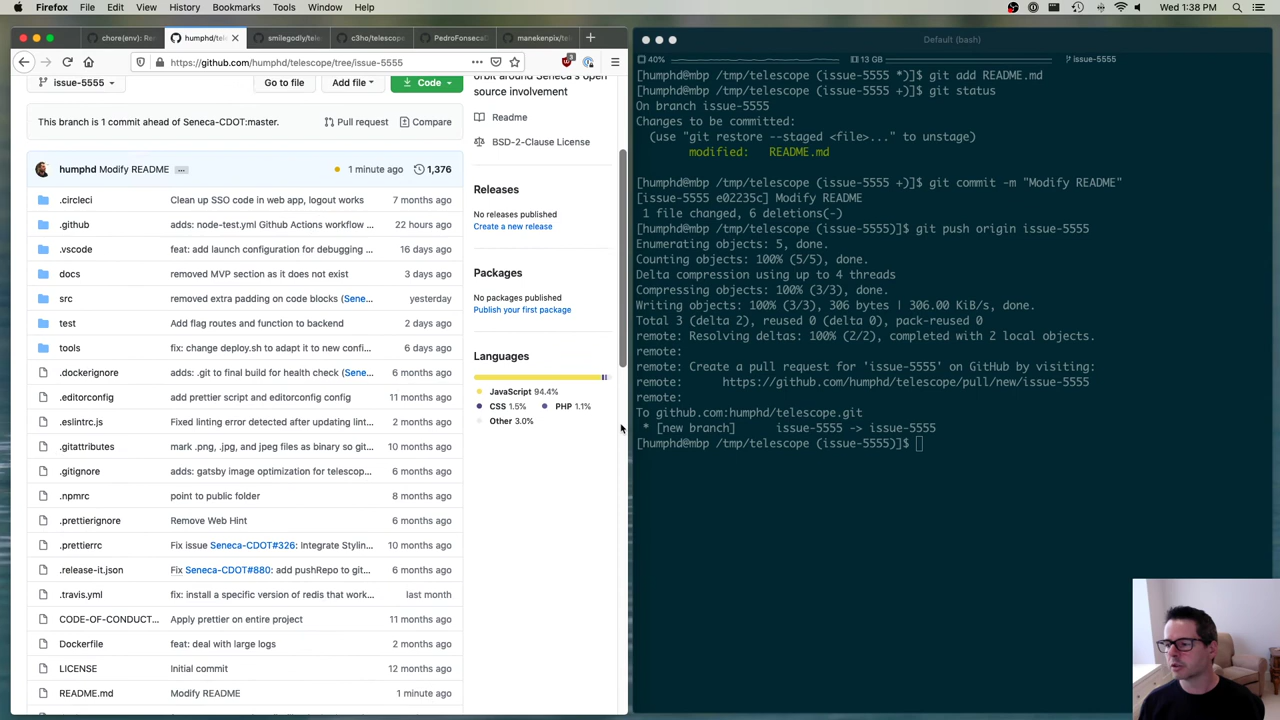 Firefox File Edit View History Bookmarks Tools Window Help
Wed 1:38 PM
chore(env): Re
humphd/tele
smilegodly/tele
c3ho/telescope
PedroFonsecaD
manekenpix/tel
https://github.com/humphd/telescope/tree/issue-5555
3
Default (bash)
40%
13 GB
issue-5555
issue-5555
Go to file
Add file
Code
This branch is 1 commit ahead of Seneca-CDOT:master.
Pull request
Compare
humphd Modify README ...
1 minute ago
1,376
.circleci Clean up SSO code in web app, logout works 7 months ago
.github adds: node-test.yml Github Actions workflow ... 22 hours ago
.vscode feat: add launch configuration for debugging ... 16 days ago
docs removed MVP section as it does not exist 3 days ago
src removed extra padding on code blocks (Sene... yesterday
test Add flag routes and function to backend 2 days ago
tools fix: change deploy.sh to adapt it to new confi... 6 days ago
.dockerignore adds: .git to final build for health check (Sene... 6 months ago
.editorconfig add prettier script and editorconfig config 11 months ago
.eslintrc.js Fixed linting error detected after updating lint... 2 months ago
.gitattributes mark .png, .jpg, and jpeg files as binary so git... 10 months ago
.gitignore adds: gatsby image optimization for telescop... 6 months ago
.npmrc point to public folder 8 months ago
.prettierignore Remove Web Hint 6 months ago
.prettierrc Fix issue Seneca-CDOT#326: Integrate Stylin... 10 months ago
.release-it.json Fix Seneca-CDOT#880: add pushRepo to git... 6 months ago
.travis.yml fix: install a specific version of redis that work... last month
CODE-OF-CONDUCT... Apply prettier on entire project 11 months ago
Dockerfile feat: deal with large logs 2 months ago
LICENSE Initial commit 12 months ago
README.md Modify README 1 minute ago
orbit around Seneca's open
source involvement
Readme
BSD-2-Clause License
Releases
No releases published
Create a new release
Packages
No packages published
Publish your first package
Languages
JavaScript 94.4%
CSS 1.5% PHP 1.1%
Other 3.0%
[humphd@mbp /tmp/telescope (issue-5555 *)]$ git add README.md
[humphd@mbp /tmp/telescope (issue-5555 +)]$ git status
On branch issue-5555
Changes to be committed:
(use "git restore --staged <file>..." to unstage)
modified: README.md
[humphd@mbp /tmp/telescope (issue-5555 +)]$ git commit -m "Modify README"
[issue-5555 e02235c] Modify README
1 file changed, 6 deletions(-)
[humphd@mbp /tmp/telescope (issue-5555)]$ git push origin issue-5555
Enumerating objects: 5, done.
Counting objects: 100% (5/5), done.
Delta compression using up to 4 threads
Compressing objects: 100% (3/3), done.
Writing objects: 100% (3/3), 306 bytes | 306.00 KiB/s, done.
Total 3 (delta 2), reused 0 (delta 0), pack-reused 0
remote: Resolving deltas: 100% (2/2), completed with 2 local objects.
remote:
remote: Create a pull request for 'issue-5555' on GitHub by visiting:
remote: https://github.com/humphd/telescope/pull/new/issue-5555
remote:
To github.com:humphd/telescope.git
* [new branch] issue-5555 -> issue-5555
[humphd@mbp /tmp/telescope (issue-5555)]$